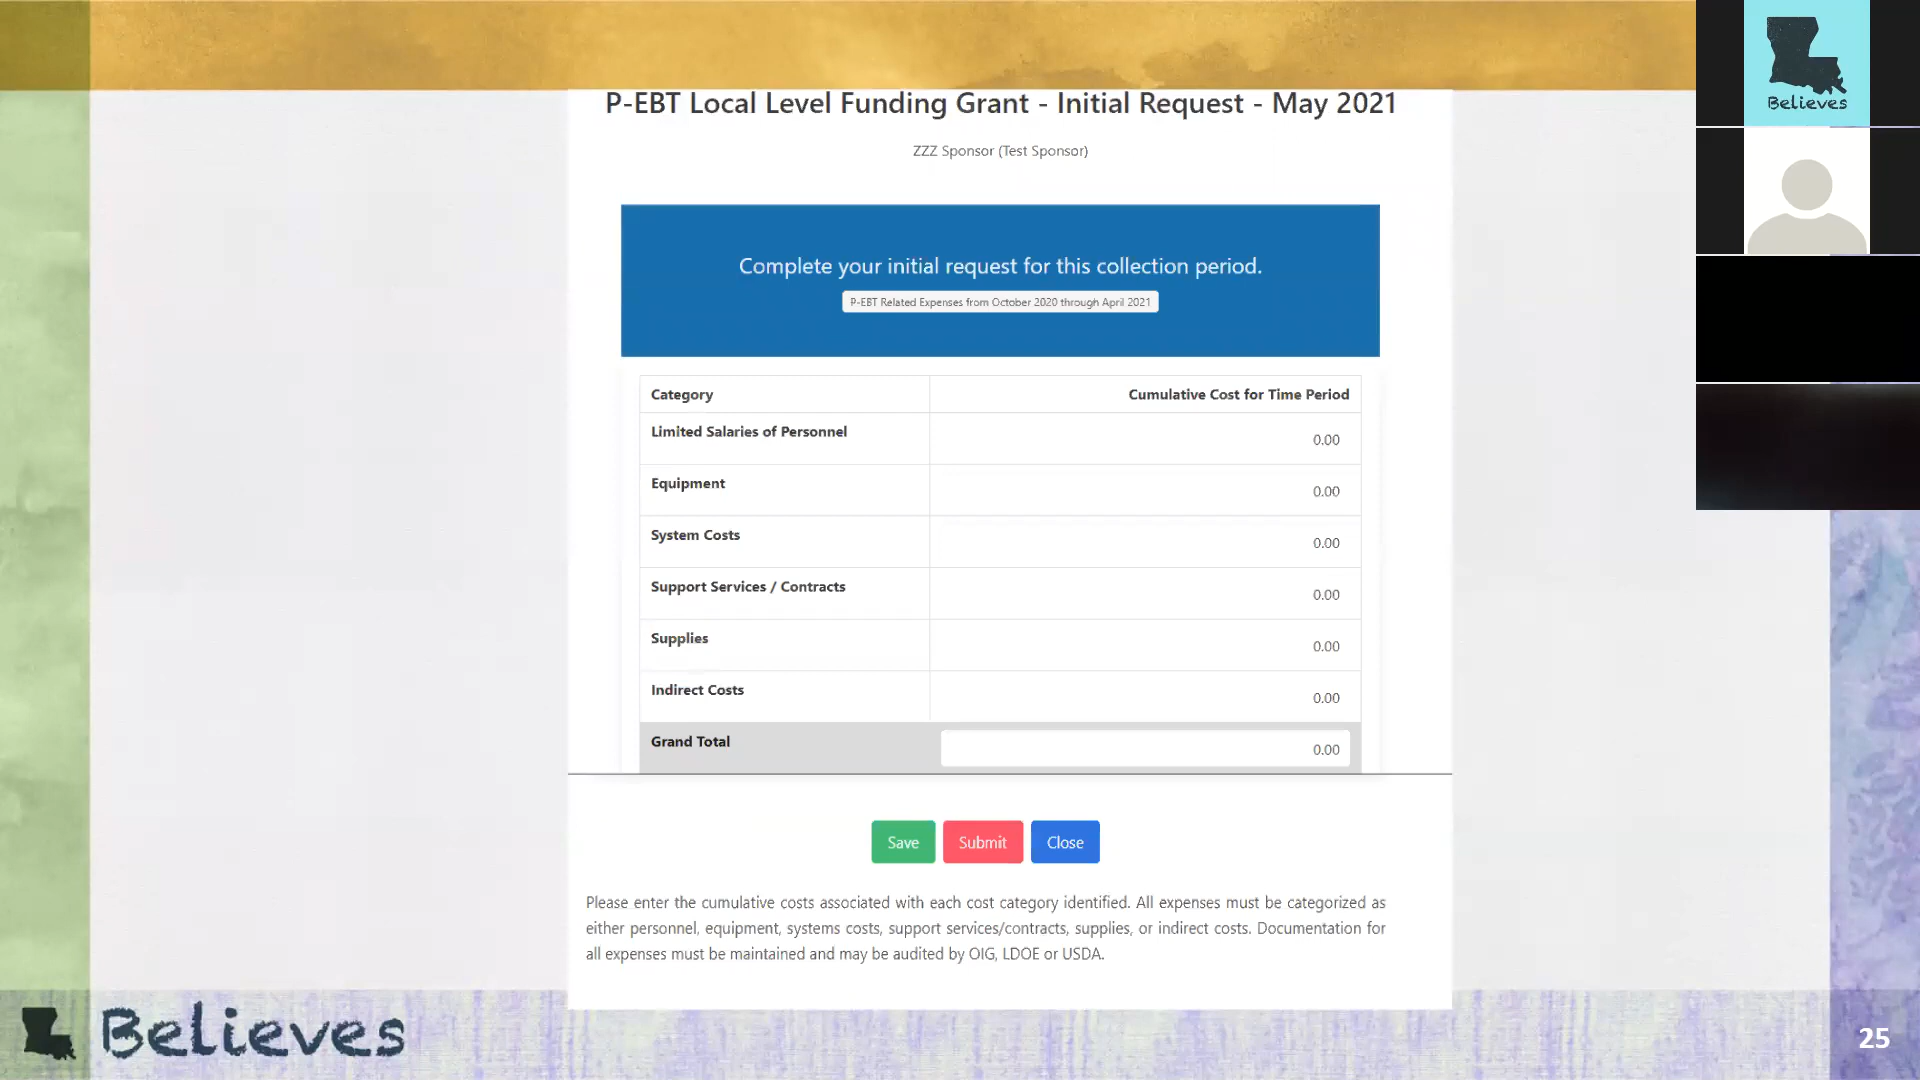 P-EBT Local Level Funding Grant - Initial Request - May 2021
ZZZ Sponsor (Test Sponsor)
Complete your initial request for this collection period.
P-EBT Related Expenses from October 2020 through April 2021
Category Cumulative Cost for Time Period
Limited Salaries of Personnel 0.00
Equipment 0.00
System Costs 0.00
Support Services / Contracts 0.00
Supplies 0.00
Indirect Costs 0.00
Grand Total 0.00
Save Submit Close
Please enter the cumulative costs associated with each cost category identified. All expenses must be categorized as
either personnel, equipment, systems costs, support services/contracts, supplies, or indirect costs. Documentation for
all expenses must be maintained and may be audited by OIG, LDOE or USDA.
Believes
25
Believes